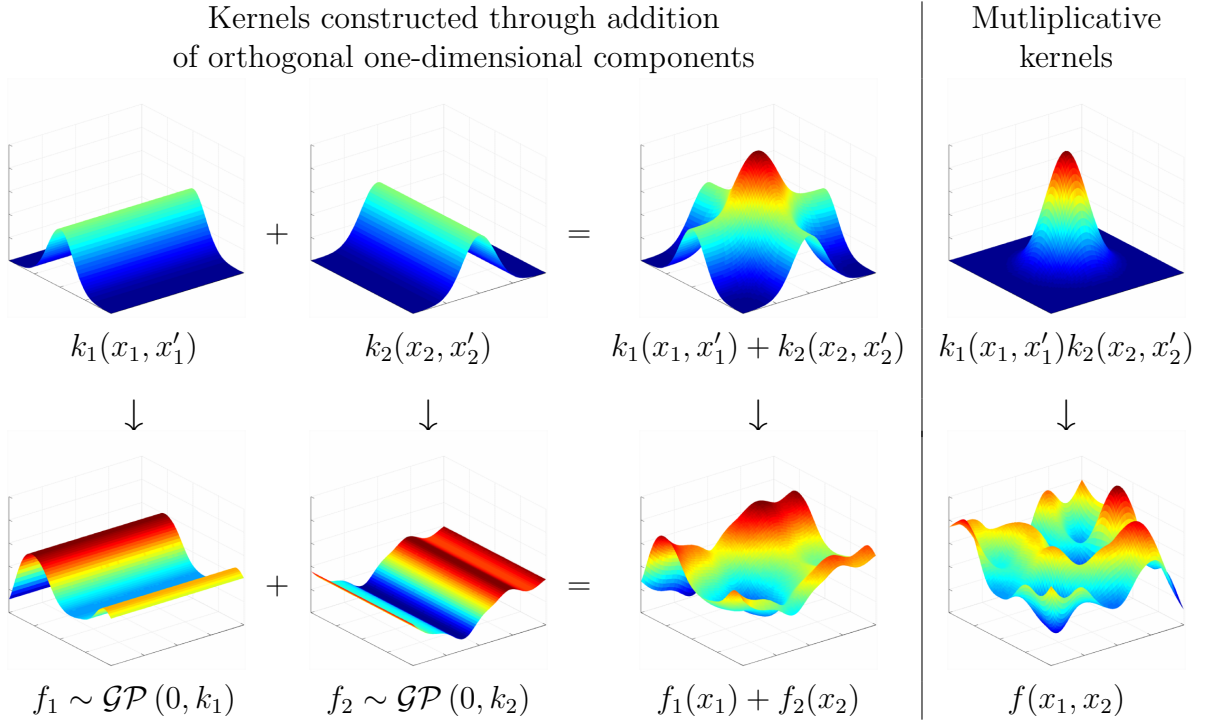 Kernels constructed through addition
of orthogonal one-dimensional components
Mutliplicative
kernels
+
=
k₁(x₁, x′₁)
k₂(x₂, x′₂)
k₁(x₁, x′₁) + k₂(x₂, x′₂)
k₁(x₁, x′₁)k₂(x₂, x′₂)
↓ ↓ ↓ ↓
+
=
f₁ ∼ 𝒢𝒫 (0, k₁)
f₂ ∼ 𝒢𝒫 (0, k₂)
f₁(x₁) + f₂(x₂)
f(x₁, x₂)